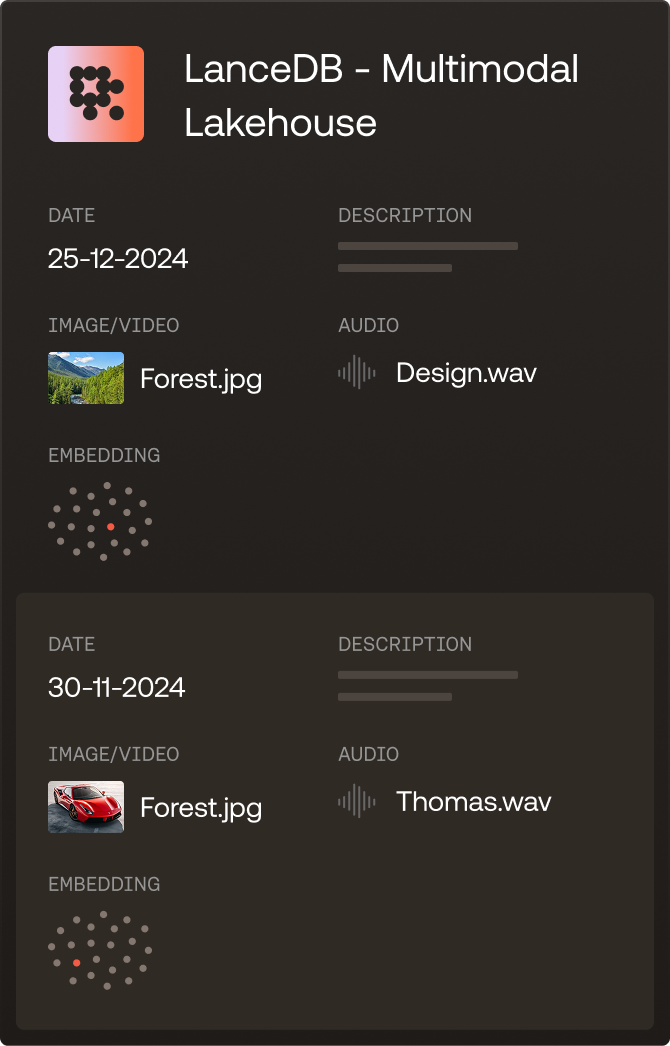 LanceDB - Multimodal
Lakehouse
DATE
DESCRIPTION
25-12-2024
IMAGE/VIDEO
AUDIO
Forest.jpg
Design.wav
EMBEDDING
DATE
DESCRIPTION
30-11-2024
IMAGE/VIDEO
AUDIO
Forest.jpg
Thomas.wav
EMBEDDING